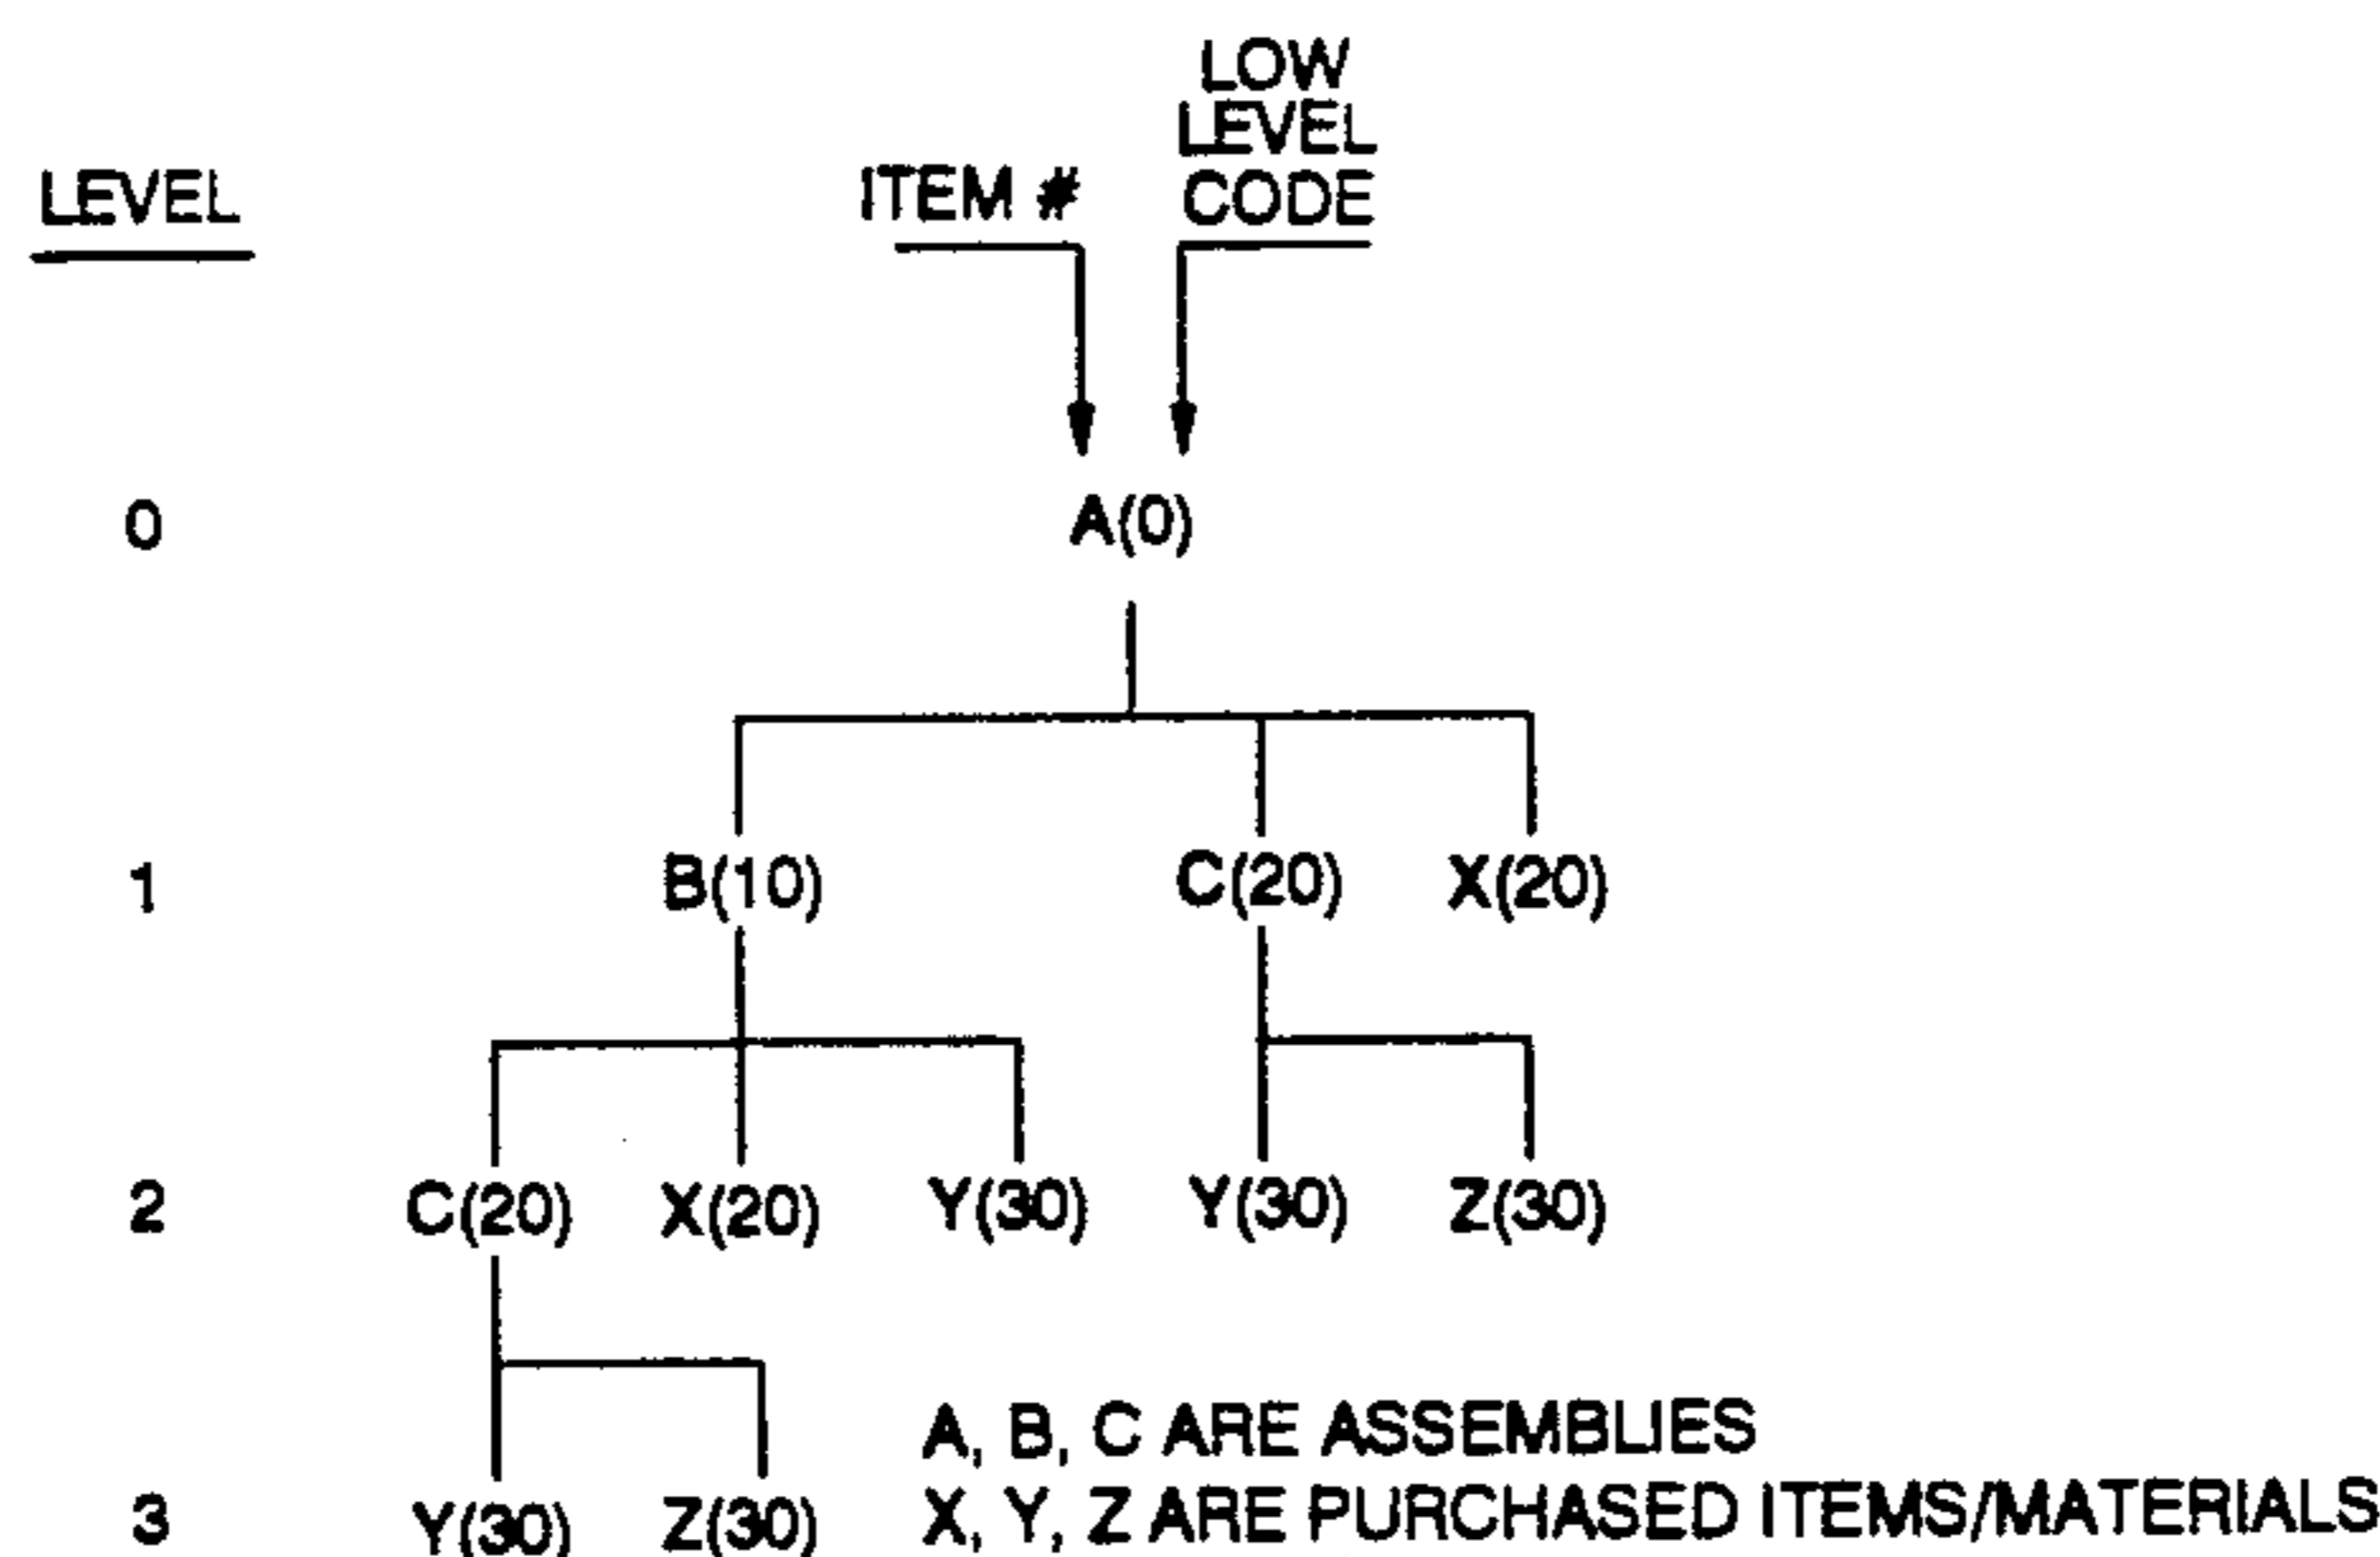 LOW
LEVEL
CODE
LEVEL
ITEM #
0
A(0)
1
B(10)
C(20)
X(20)
2
C(20)
X(20)
Y(30)
Y(30)
Z(30)
A, B, C ARE ASSEMBLIES
3
Y(30)
Z(30)
X, Y, Z ARE PURCHASED ITEMS/MATERIALS